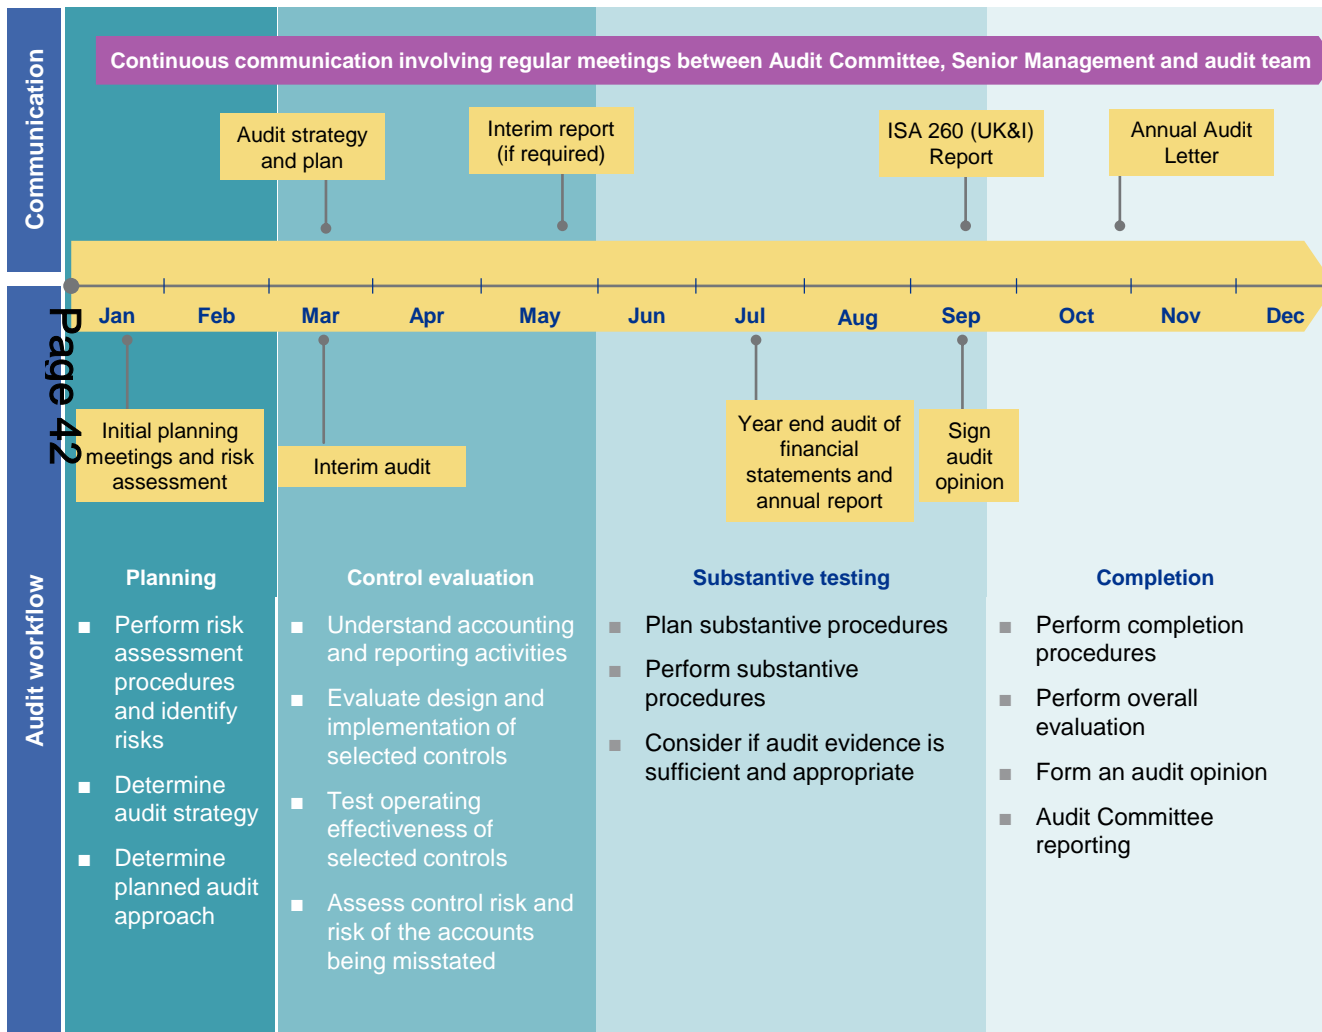 Communication
Continuous communication involving regular meetings between Audit Committee, Senior Management and audit team
Audit strategy
and plan
Interim report
(if required)
ISA 260 (UK&I)
Report
Annual Audit
Letter
Jan
Feb
Mar
Apr
May
Jun
Jul
Aug
Sep
Oct
Nov
Dec
Page 42
Initial planning
meetings and risk
assessment
Interim audit
Year end audit of
financial
statements and
annual report
Sign
audit
opinion
Audit workflow
Planning
■ Perform risk
assessment
procedures
and identify
risks
■ Determine
audit strategy
■ Determine
planned audit
approach
Control evaluation
■ Understand accounting
and reporting activities
■ Evaluate design and
implementation of
selected controls
■ Test operating
effectiveness of
selected controls
■ Assess control risk and
risk of the accounts
being misstated
Substantive testing
■ Plan substantive procedures
■ Perform substantive
procedures
■ Consider if audit evidence is
sufficient and appropriate
Completion
■ Perform completion
procedures
■ Perform overall
evaluation
■ Form an audit opinion
■ Audit Committee
reporting